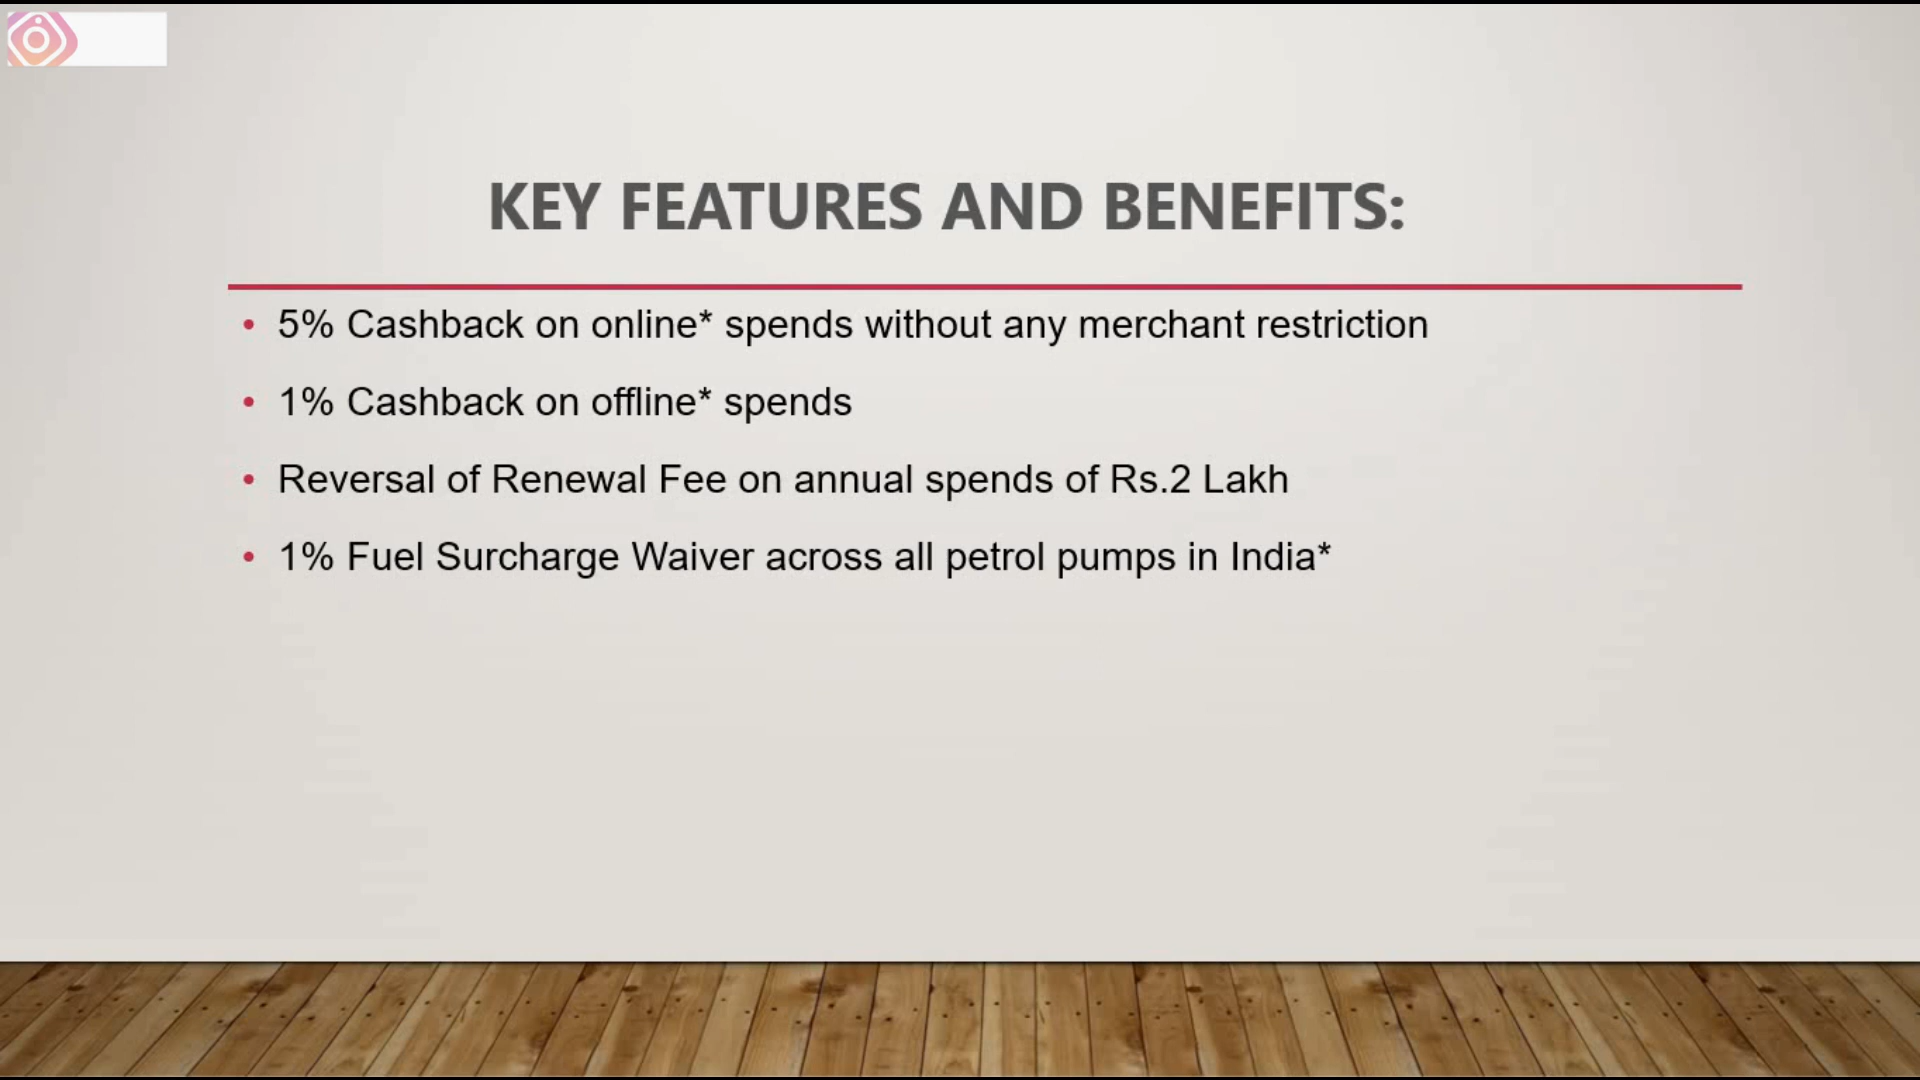 KEY FEATURES AND BENEFITS:
• 5% Cashback on online* spends without any merchant restriction
• 1% Cashback on offline* spends
• Reversal of Renewal Fee on annual spends of Rs.2 Lakh
• 1% Fuel Surcharge Waiver across all petrol pumps in India*